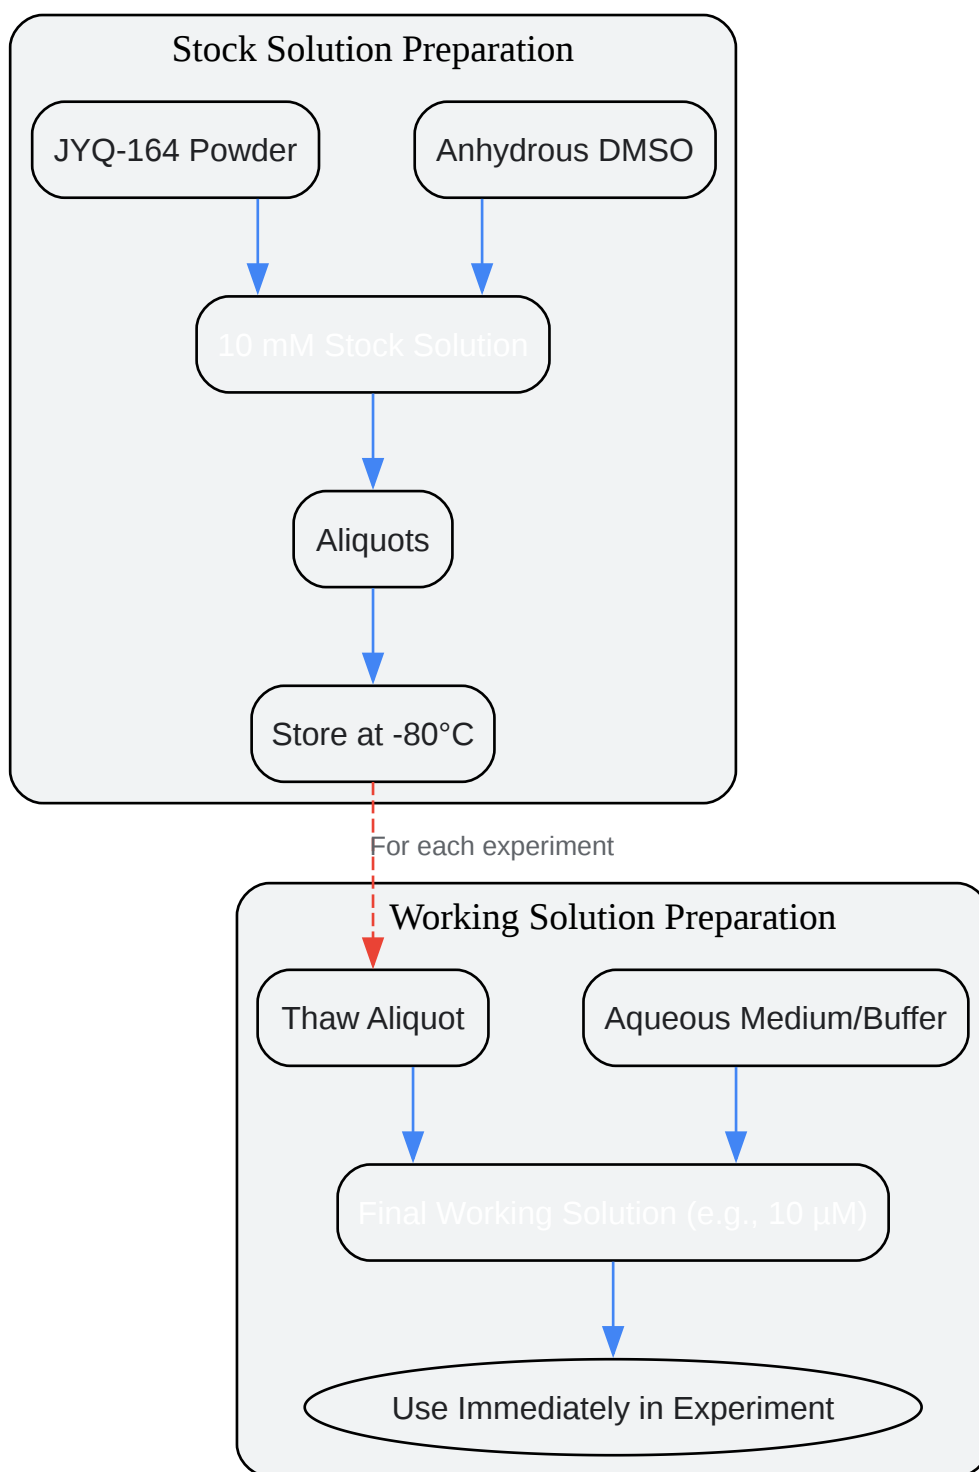 Stock Solution Preparation
JYQ-164 Powder
Anhydrous DMSO
10 mM Stock Solution
Aliquots
Store at -80°C
For each experiment
Working Solution Preparation
Thaw Aliquot
Aqueous Medium/Buffer
Final Working Solution (e.g., 10 µM)
Use Immediately in Experiment